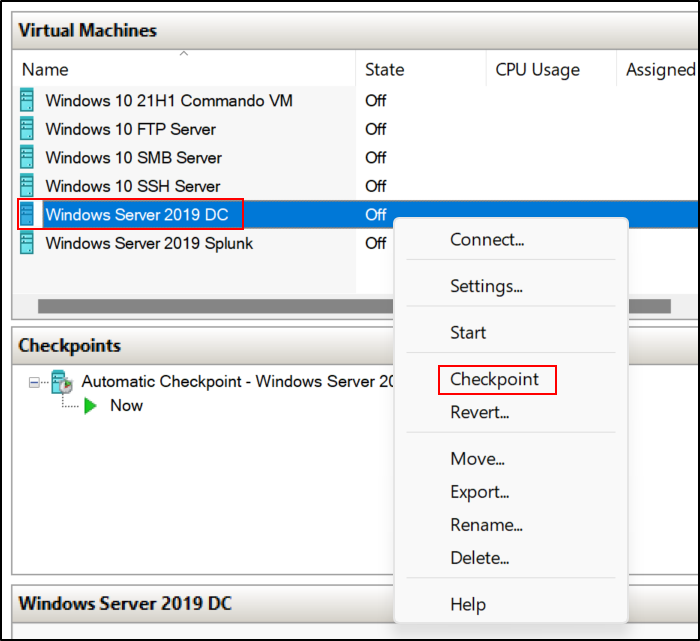 Virtual Machines
Name State CPU Usage Assigned
Windows 10 21H1 Commando VM Off
Windows 10 FTP Server Off
Windows 10 SMB Server Off
Windows 10 SSH Server Off
Windows Server 2019 DC Off
Windows Server 2019 Splunk Off
Connect...
Settings...
Start
Checkpoints
Automatic Checkpoint - Windows Server 20
Now
Checkpoint
Revert...
Move...
Export...
Rename...
Delete...
Help
Windows Server 2019 DC